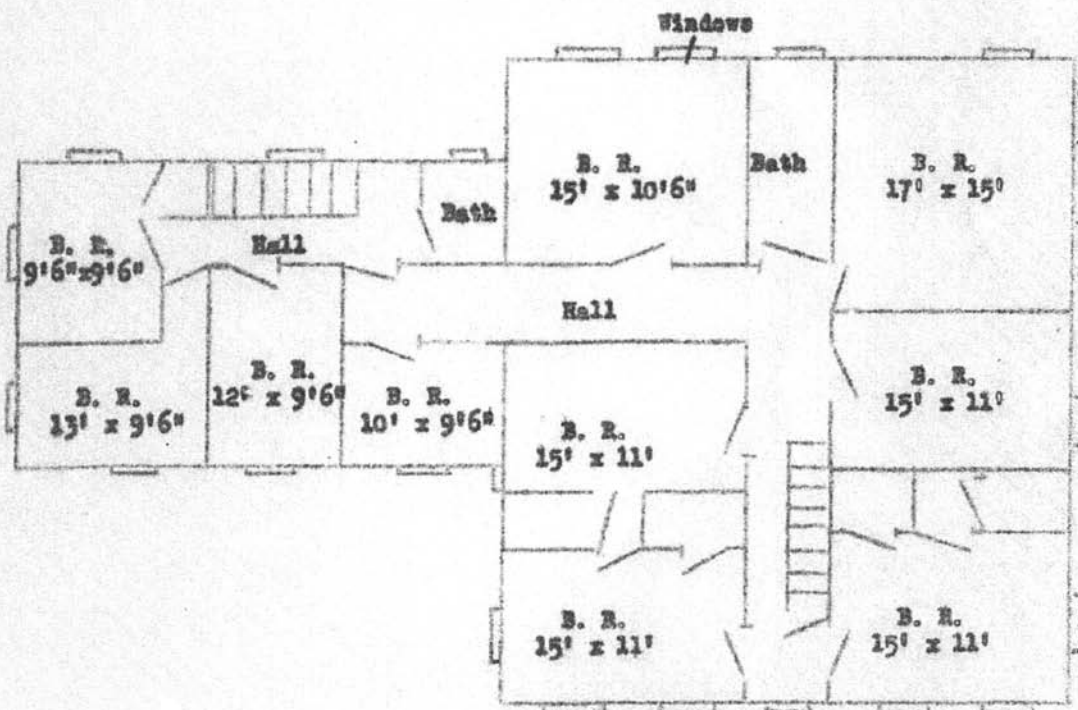 Windows
B. R.
15' x 10'6"
Bath
B. R.
17' x 15'
Bath
Hall
B. R.
9'6"x9'6"
Hall
B. R.
13' x 9'6"
B. R.
12' x 9'6"
B. R.
10' x 9'6"
B. R.
15' x 11'
B. R.
15' x 11'
B. R.
15' x 11'
B. R.
15' x 11'